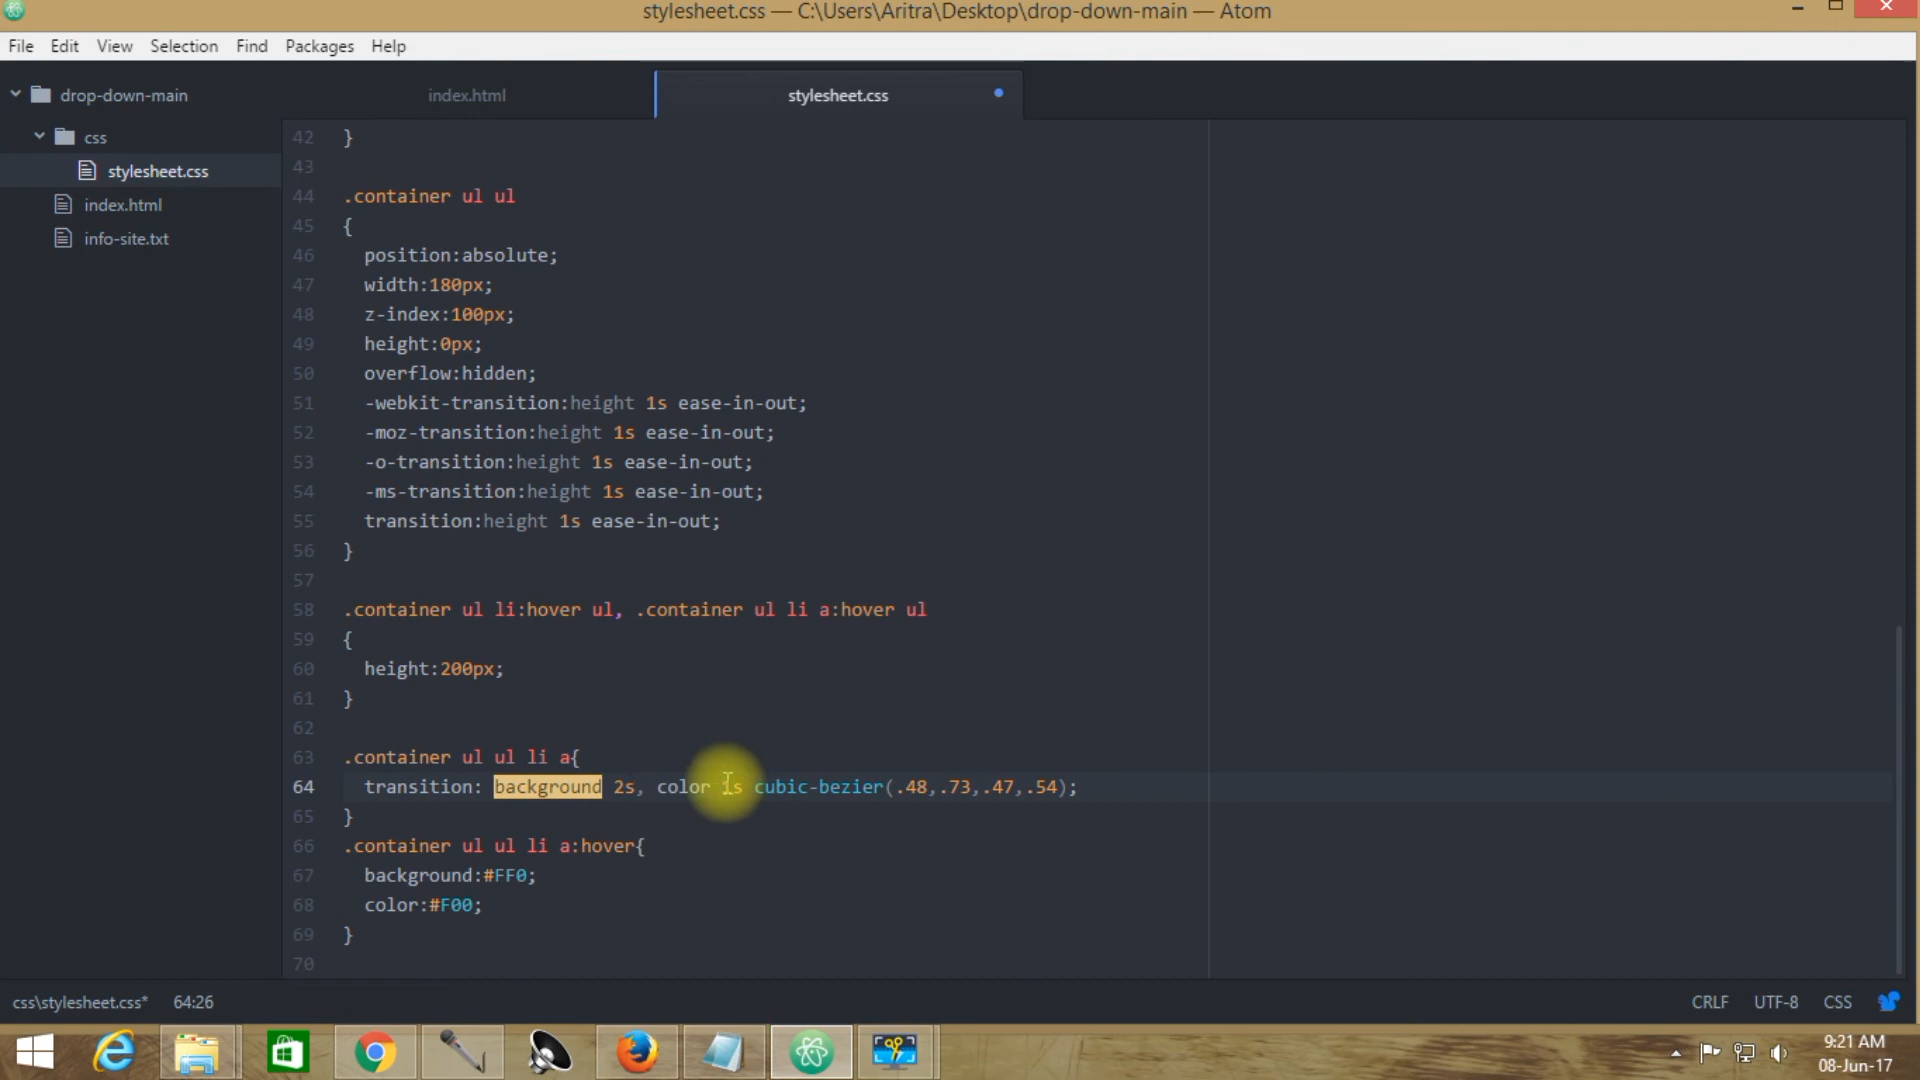 stylesheet.css — C:\Users\Aritra\Desktop\drop-down-main — Atom
File Edit View Selection Find Packages Help
drop-down-main
css
stylesheet.css
index.html
info-site.txt
index.html
stylesheet.css
42 }
43
44 .container ul ul
45 {
46 position:absolute;
47 width:180px;
48 z-index:100px;
49 height:0px;
50 overflow:hidden;
51 -webkit-transition:height 1s ease-in-out;
52 -moz-transition:height 1s ease-in-out;
53 -o-transition:height 1s ease-in-out;
54 -ms-transition:height 1s ease-in-out;
55 transition:height 1s ease-in-out;
56 }
57
58 .container ul li:hover ul, .container ul li a:hover ul
59 {
60 height:200px;
61 }
62
63 .container ul ul li a{
64 transition: background 2s, color 1s cubic-bezier(.48,.73,.47,.54);
65 }
66 .container ul ul li a:hover{
67 background:#FF0;
68 color:#F00;
69 }
70
css\stylesheet.css* 64:26 CRLF UTF-8 CSS
9:21 AM
08-Jun-17